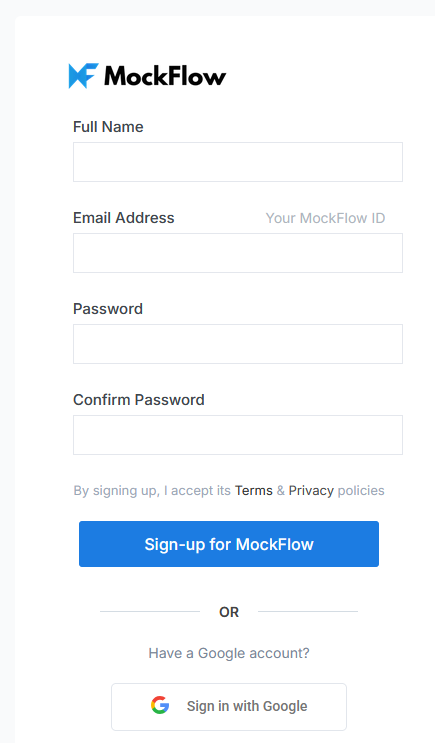 MockFlow
Full Name
Email Address Your MockFlow ID
Password
Confirm Password
By signing up, I accept its Terms & Privacy policies
Sign-up for MockFlow
OR
Have a Google account?
Sign in with Google